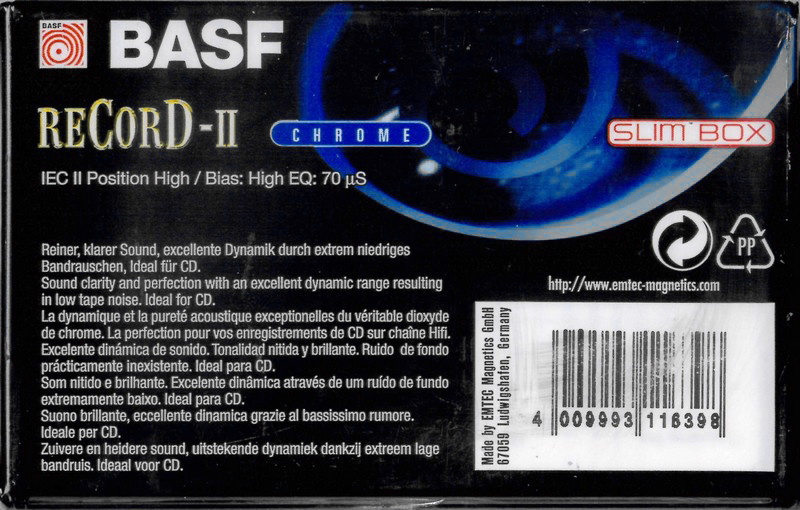 BASF
BASF
RECORD-II
CHROME
SLIM BOX
IEC II Position High / Bias: High EQ: 70 µS
PP
http://www.emtec-magnetics.com
Reiner, klarer Sound, excellente Dynamik durch extrem niedriges
Bandrauschen, Ideal für CD.
Sound clarity and perfection with an excellent dynamic range resulting
in low tape noise. Ideal for CD.
La dynamique et la pureté acoustique exceptionelles du véritable dioxyde
de chrome. La perfection pour vos enregistrements de CD sur chaîne Hifi.
Excelente dinámica de sonido. Tonalidad nitida y brillante. Ruido de fondo
prácticamente inexistente. Ideal para CD.
Som nitido e brilhante. Excelente dinâmica através de um ruído de fundo
extremamente baixo. Ideal para CD.
Suono brillante, eccellente dinamica grazie al bassissimo rumore.
Ideale per CD.
Zuivere en heidere sound, uitstekende dynamiek dankzij extreem lage
bandruis. Ideaal voor CD.
Made by EMTEC Magnetics GmbH
67059 Ludwigshafen, Germany
4 009993 116398